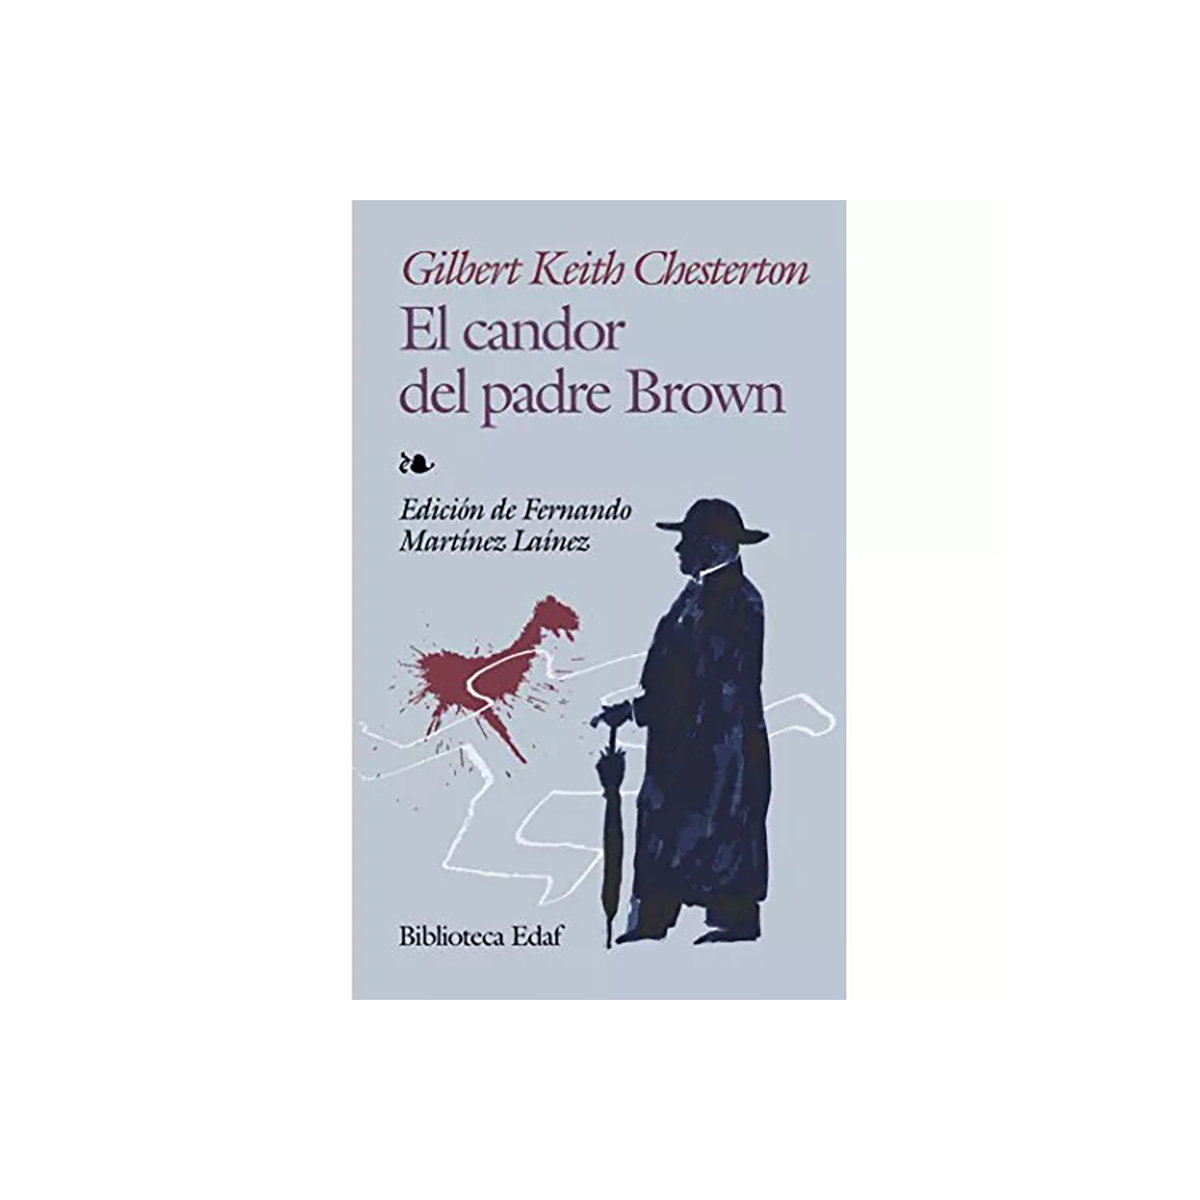 Gilbert Keith Chesterton
El candor
del padre Brown
Edición de Fernando
Martínez Laínez
Biblioteca Edaf